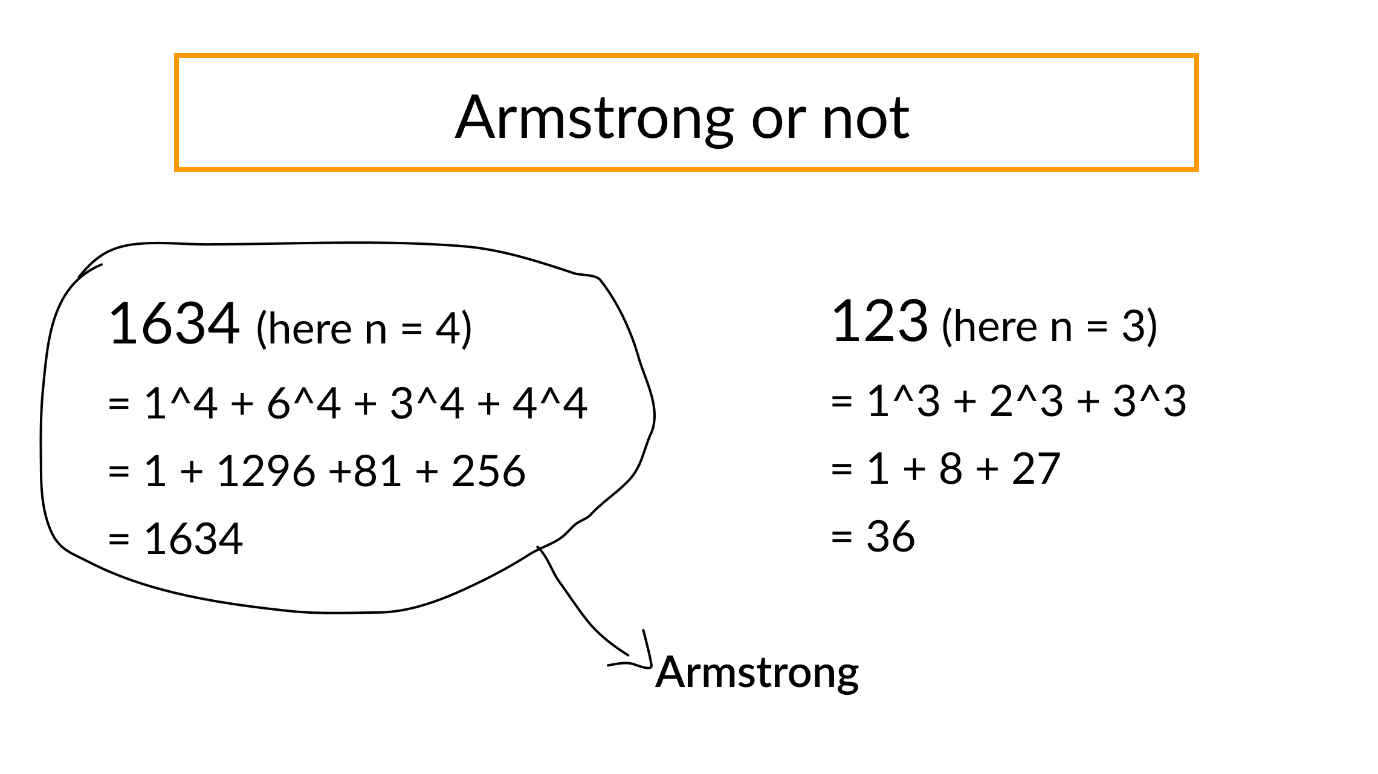 Armstrong or not
1634 (here n = 4)
= 1^4 + 6^4 + 3^4 + 4^4
= 1 + 1296 +81 + 256
= 1634
123 (here n = 3)
= 1^3 + 2^3 + 3^3
= 1 + 8 + 27
= 36
Armstrong